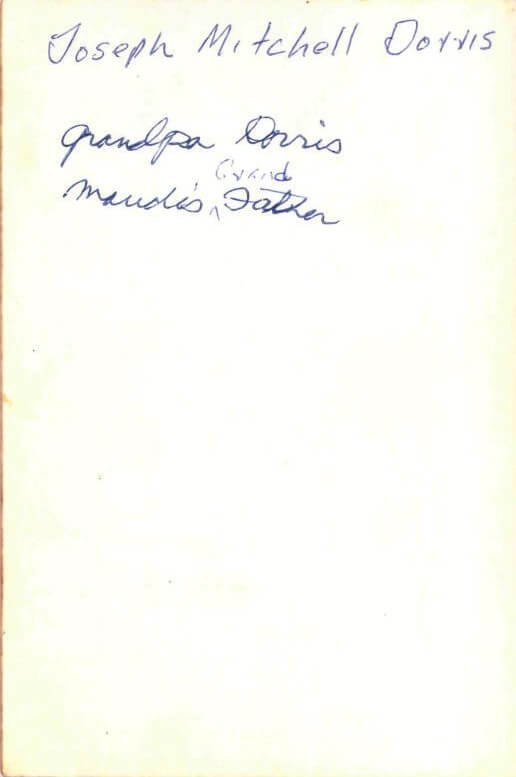 Joseph Mitchell Dorris
Grandpa Dorris
Maude's Grand Father